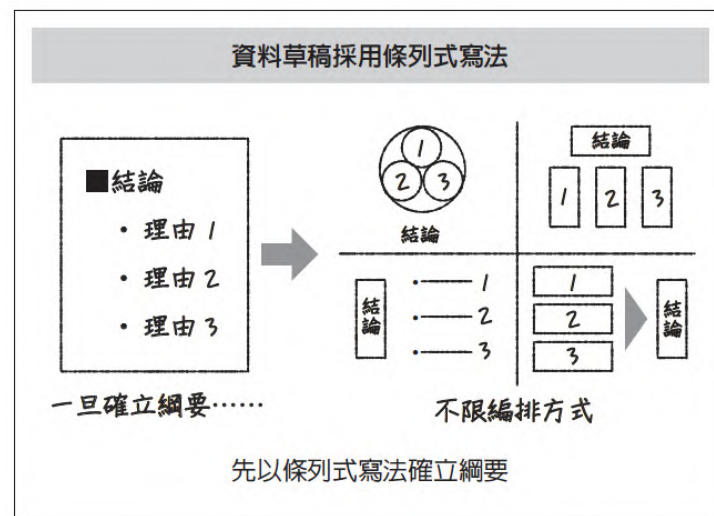 資料草稿採用條列式寫法
■結論
・理由1
・理由2
・理由3
一旦確立綱要……
1
2 3
結論
結論
1 2 3
結論
・—— 1
・—— 2
・—— 3
1
2
3
結論
不限編排方式
先以條列式寫法確立綱要